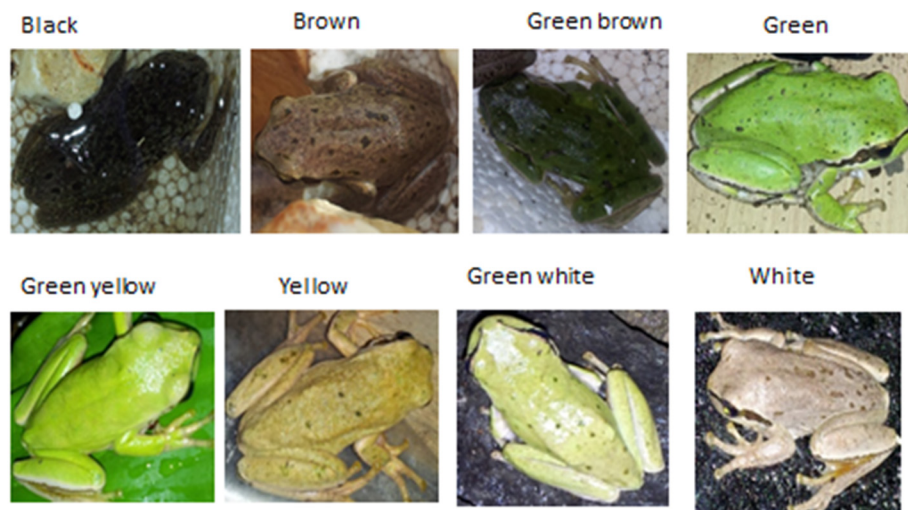 Black
Brown
Green brown
Green
Green yellow
Yellow
Green white
White